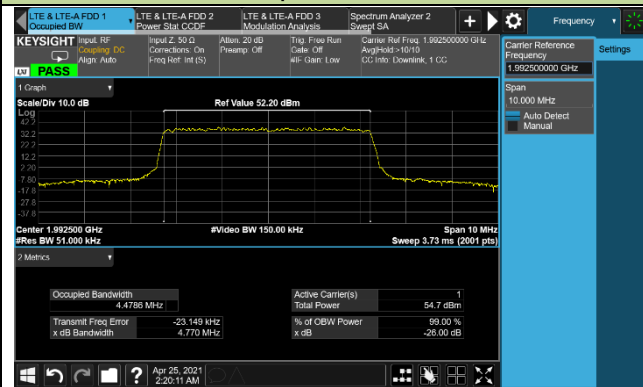 LTE & LTE-A FDD 1
Occupied BW
LTE & LTE-A FDD 2
Power Stat CCDF
LTE & LTE-A FDD 3
Modulation Analysis
Spectrum Analyzer 2
Swept SA
Frequency
KEYSIGHT
Input: RF
Coupling: DC
Align: Auto
Input Z: 50 Ω
Corrections: On
Freq Ref: Int (S)
Atten: 20 dB
Preamp: Off
Trig: Free Run
Gate: Off
#IF Gain: Low
Carrier Ref Freq: 1.992500000 GHz
Avg|Hold:>10/10
CC Info: Downlink, 1 CC
LXI
PASS
Carrier Reference
Frequency
1.992500000 GHz
Settings
Span
10.000 MHz
Auto Detect
Manual
1 Graph
Scale/Div 10.0 dB
Ref Value 52.20 dBm
Log
42.2
32.2
22.2
12.2
2.20
-7.80
-17.8
-27.8
-37.8
Center 1.992500 GHz
#Video BW 150.00 kHz
Span 10 MHz
#Res BW 51.000 kHz
Sweep 3.73 ms (2001 pts)
2 Metrics
Occupied Bandwidth
4.4786 MHz
Active Carrier(s)
1
Total Power
54.7 dBm
Transmit Freq Error
-23.149 kHz
% of OBW Power
99.00 %
x dB Bandwidth
4.770 MHz
x dB
-26.00 dB
?
Apr 25, 2021
2:20:11 AM